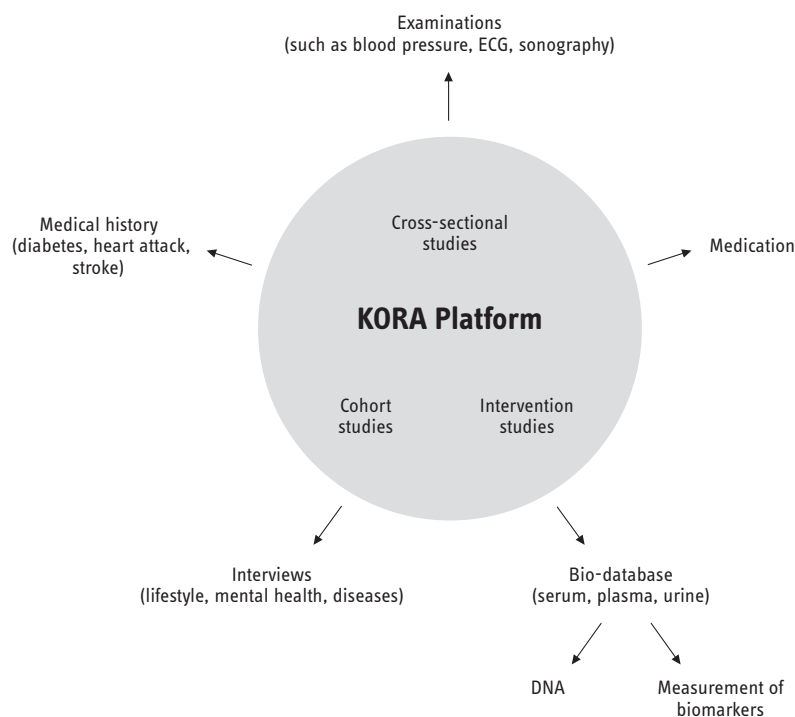 Examinations
(such as blood pressure, ECG, sonography)
Medical history
(diabetes, heart attack,
stroke)
Cross-sectional
studies
Medication
KORA Platform
Cohort
studies
Intervention
studies
Interviews
(lifestyle, mental health, diseases)
Bio-database
(serum, plasma, urine)
DNA
Measurement of
biomarkers